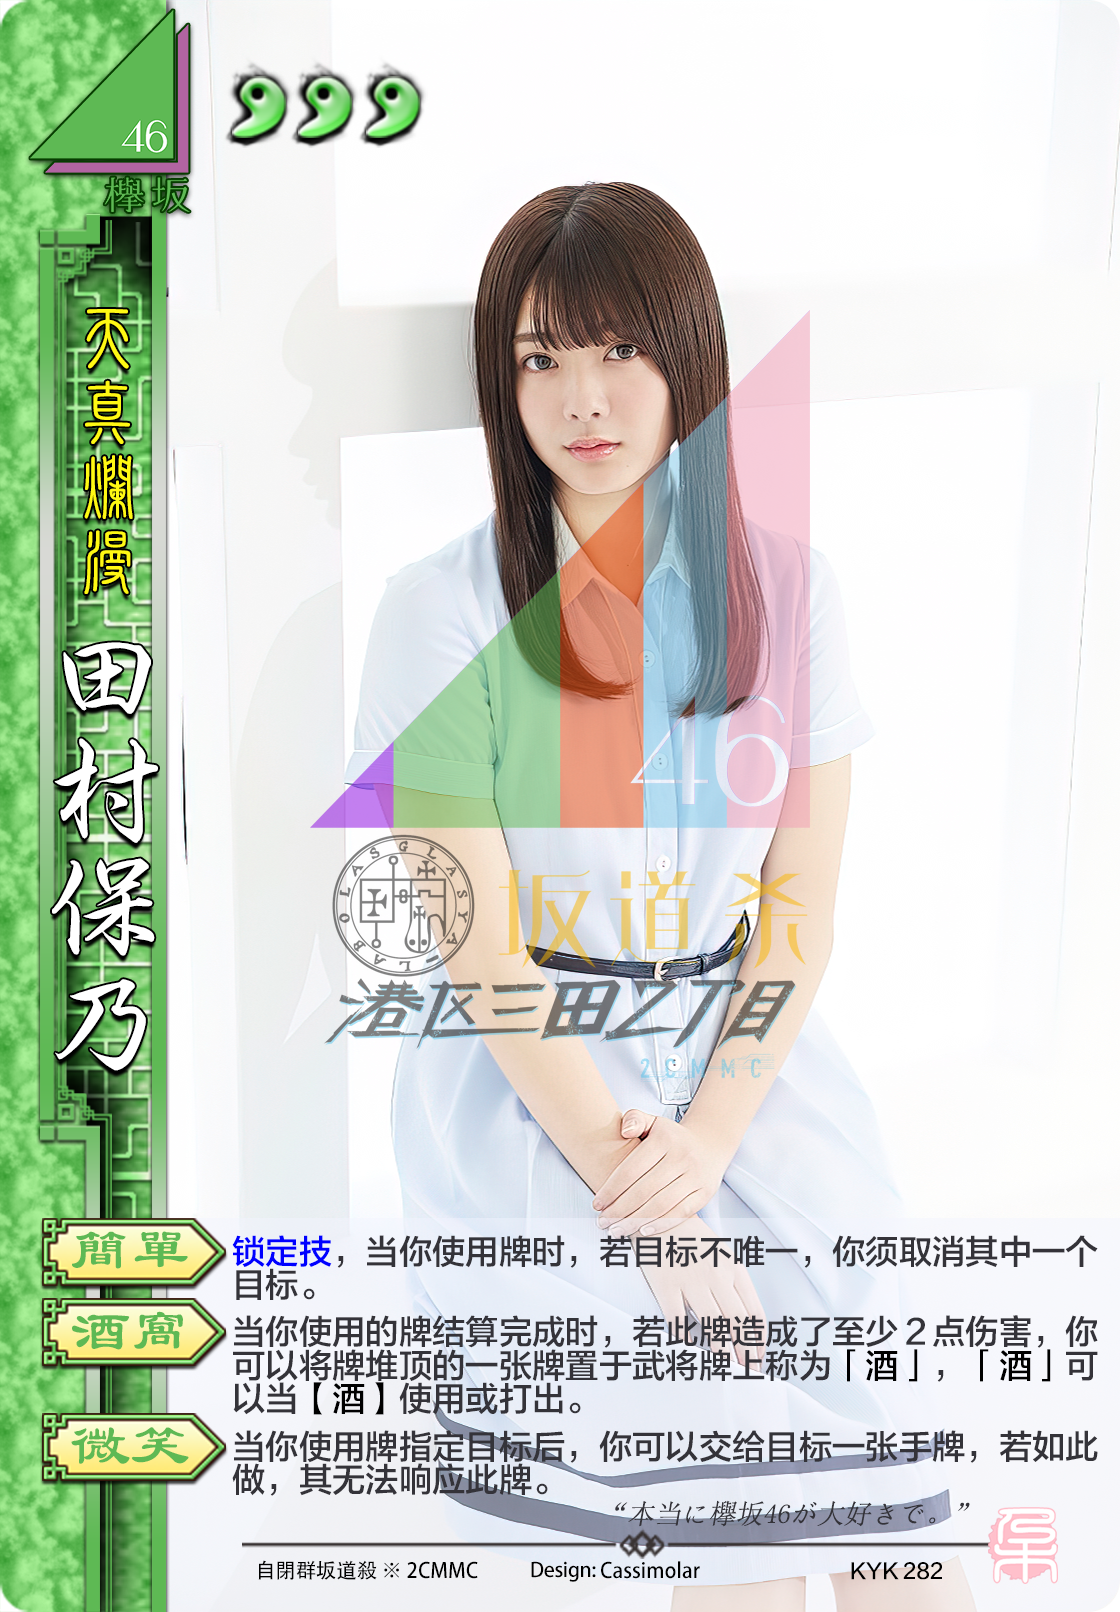 46
欅坂
天真爛漫
田村保乃
46
GLASYALABOLAS
坂道杀
港区三田二丁目
2CMMC
簡單
锁定技，当你使用牌时，若目标不唯一，你须取消其中一个
目标。
酒窩
当你使用的牌结算完成时，若此牌造成了至少２点伤害，你
可以将牌堆顶的一张牌置于武将牌上称为「酒」，「酒」可
以当【酒】使用或打出。
微笑
当你使用牌指定目标后，你可以交给目标一张手牌，若如此
做，其无法响应此牌。
“本当に欅坂46が大好きで。”
自閉群坂道殺 ※ 2CMMC Design: Cassimolar KYK 282